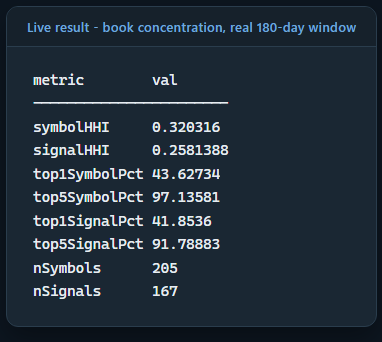 Live result - book concentration, real 180-day window
metric val
-------------------------
symbolHHI 0.320316
signalHHI 0.2581388
top1SymbolPct 43.62734
top5SymbolPct 97.13581
top1SignalPct 41.8536
top5SignalPct 91.78883
nSymbols 205
nSignals 167